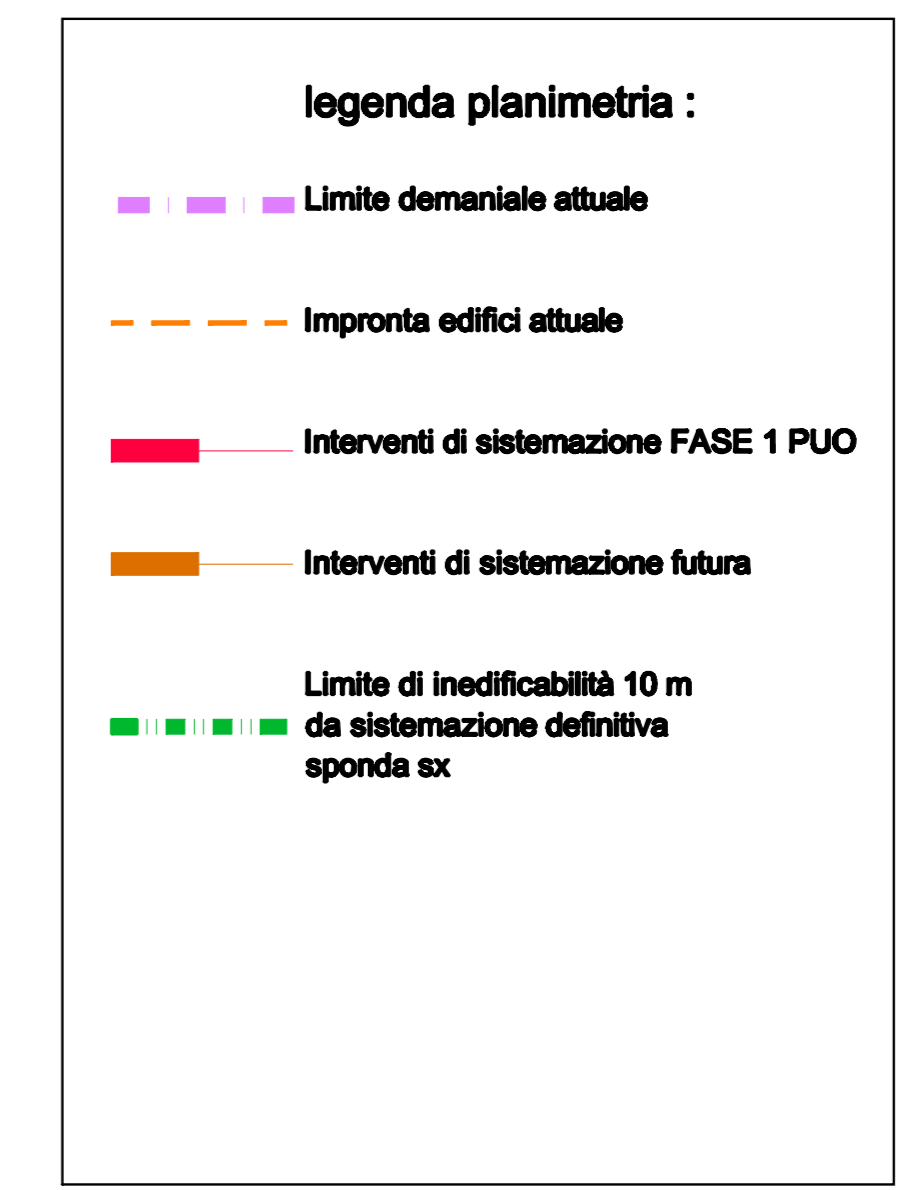 legenda planimetria :
Limite demaniale attuale
Impronta edifici attuale
Interventi di sistemazione FASE 1 PUO
Interventi di sistemazione futura
Limite di inedificabilità 10 m
da sistemazione definitiva
sponda sx